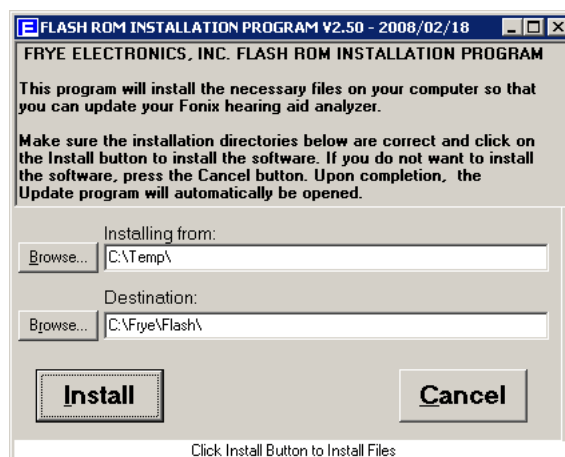 FLASH ROM INSTALLATION PROGRAM V2.50 - 2008/02/18
FRYE ELECTRONICS, INC. FLASH ROM INSTALLATION PROGRAM
This program will install the necessary files on your computer so that
you can update your Fonix hearing aid analyzer.
Make sure the installation directories below are correct and click on
the Install button to install the software. If you do not want to install
the software, press the Cancel button. Upon completion, the
Update program will automatically be opened.
Installing from:
Browse... C:\Temp\
Destination:
Browse... C:\Frye\Flash\
Install Cancel
Click Install Button to Install Files